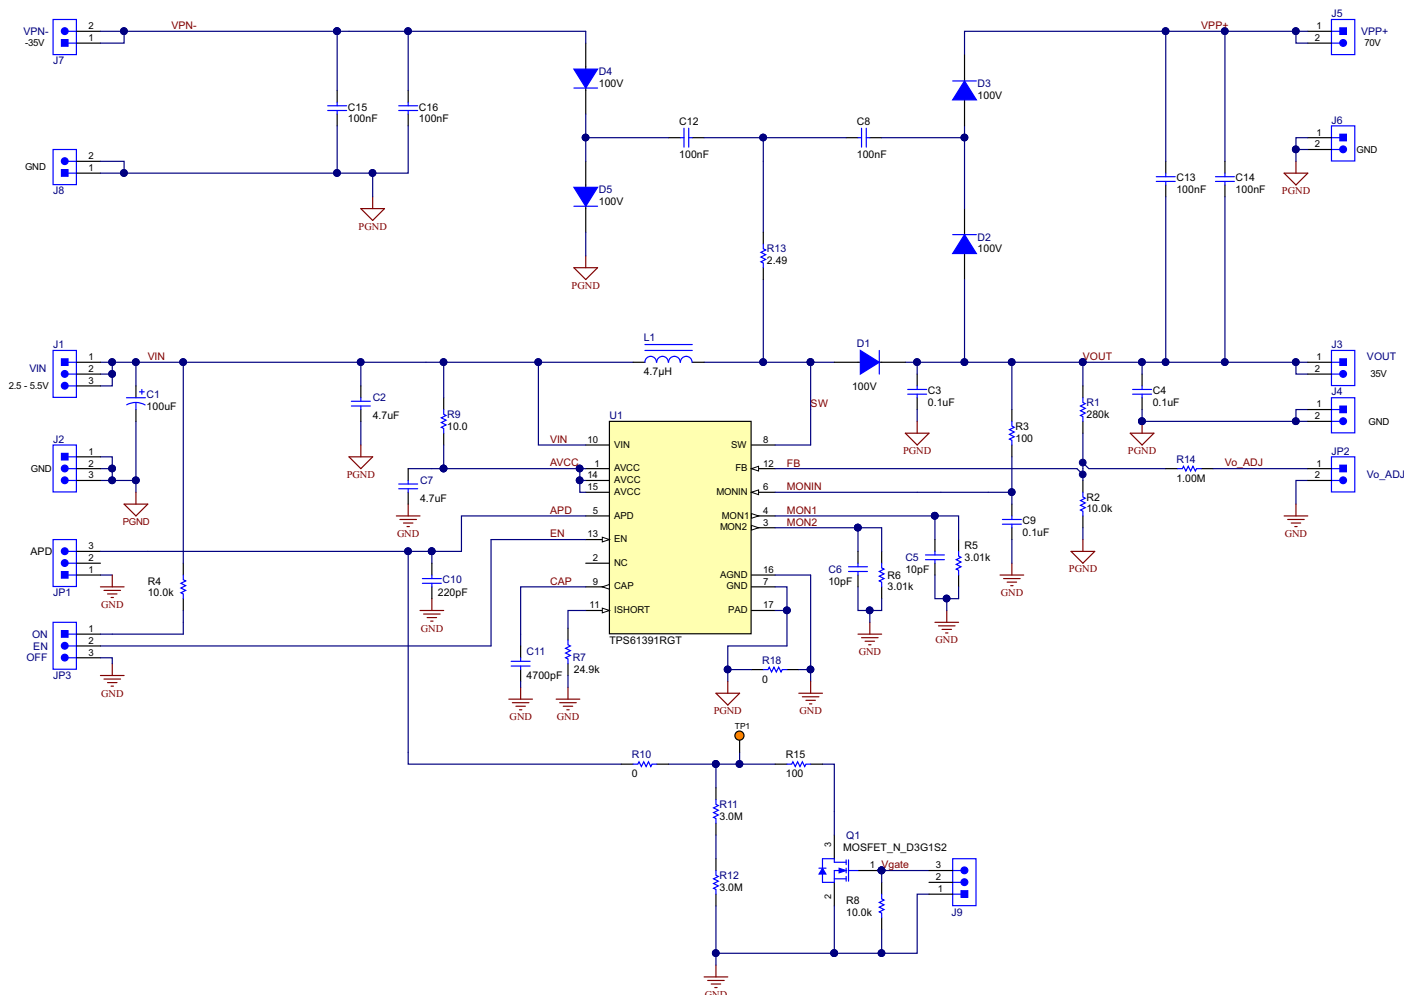 VPN-
-35V
J7
2
1
VPN-
C15
100nF
C16
100nF
D4
100V
C12
100nF
C8
100nF
D3
100V
VPP+
J5
1
2
VPP+
70V
GND
J8
2
1
PGND
D5
100V
PGND
R13
2.49
D2
100V
C13
100nF
C14
100nF
J6
1
2
GND
PGND
J1
VIN
2.5 - 5.5V
1
2
3
VIN
C1
100uF
C2
4.7uF
PGND
R9
10.0
L1
4.7µH
D1
100V
SW
C3
0.1uF
PGND
R3
100
VOUT
R1
280k
C4
0.1uF
PGND
J3
1
2
VOUT
35V
J4
1
2
GND
J2
GND
1
2
3
PGND
AVCC
C7
4.7uF
GND
U1
VIN
10
VIN
1
AVCC
14
AVCC
15
AVCC
APD
5
APD
EN
13
EN
2
NC
CAP
9
CAP
11
ISHORT
SW
8
FB
12
FB
MONIN
6
MONIN
MON1
4
MON1
MON2
3
MON2
AGND
16
GND
7
PAD
17
TPS61391RGT
R14
1.00M
Vo_ADJ
JP2
1
2
Vo_ADJ
GND
R2
10.0k
PGND
C9
0.1uF
GND
C6
10pF
R6
3.01k
GND
C5
10pF
R5
3.01k
GND
APD
3
2
1
JP1
GND
R4
10.0k
C10
220pF
GND
ON
EN
OFF
1
2
3
JP3
GND
C11
4700pF
GND
R7
24.9k
GND
R18
0
PGND
GND
TP1
R10
0
R15
100
R11
3.0M
R12
3.0M
Q1
MOSFET_N_D3G1S2
3
1
2
Vgate
R8
10.0k
3
2
1
J9
GND